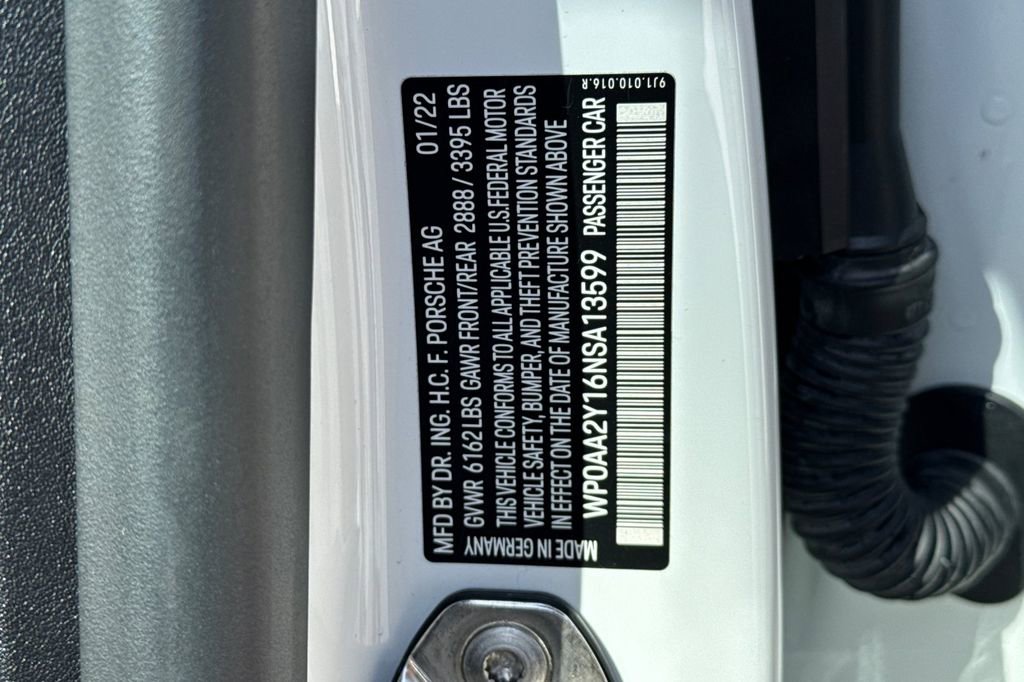 MFD BY DR. ING. H.C. F. PORSCHE AG 01/22
GVWR 6162 LBS GAWR FRONT/REAR 2888 / 3395 LBS
THIS VEHICLE CONFORMS TO ALL APPLICABLE U.S. FEDERAL MOTOR
VEHICLE SAFETY, BUMPER, AND THEFT PREVENTION STANDARDS
IN EFFECT ON THE DATE OF MANUFACTURE SHOWN ABOVE
MADE IN GERMANY WP0AA2Y16NSA13599 PASSENGER CAR
9J1.010.016.R